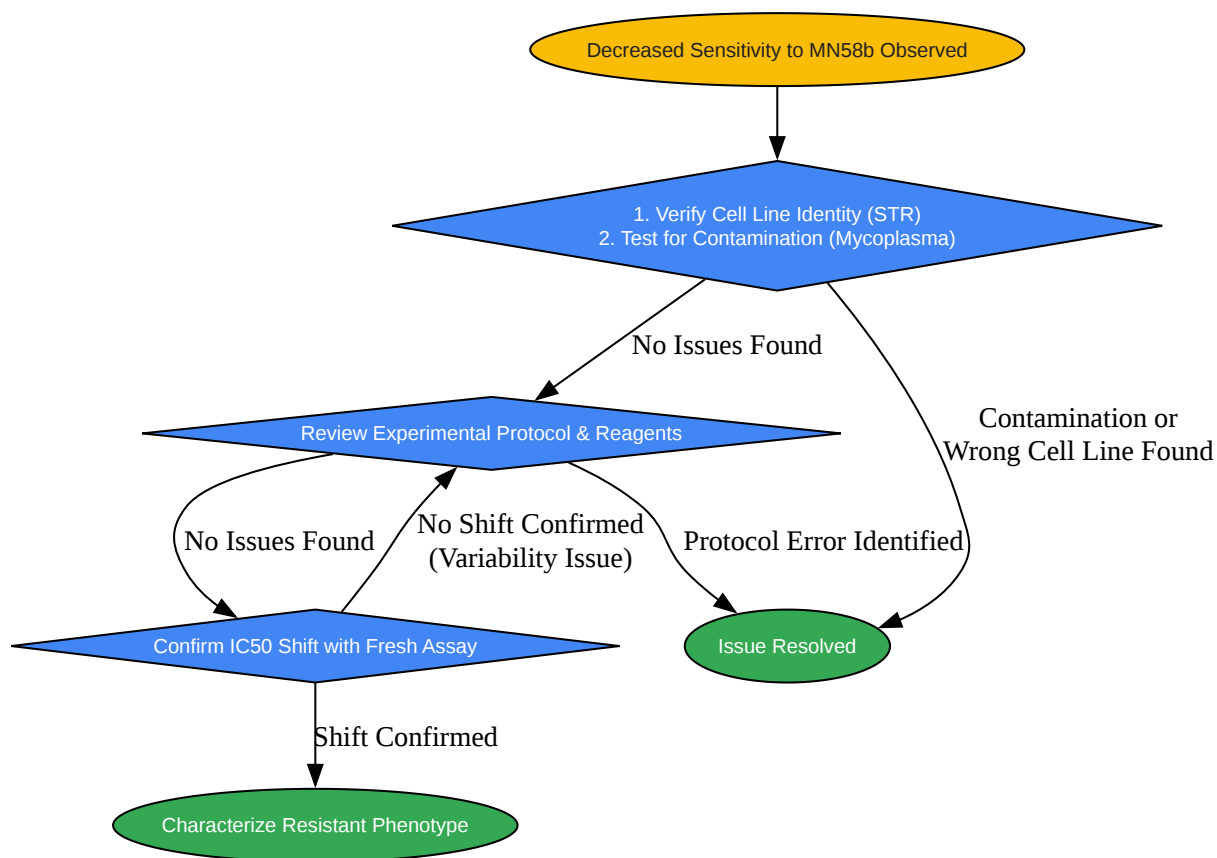 Decreased Sensitivity to MN58b Observed
1. Verify Cell Line Identity (STR)
2. Test for Contamination (Mycoplasma)
No Issues Found
Contamination or
Wrong Cell Line Found
Review Experimental Protocol & Reagents
No Issues Found
No Shift Confirmed
(Variability Issue)
Protocol Error Identified
Confirm IC50 Shift with Fresh Assay
Issue Resolved
Shift Confirmed
Characterize Resistant Phenotype